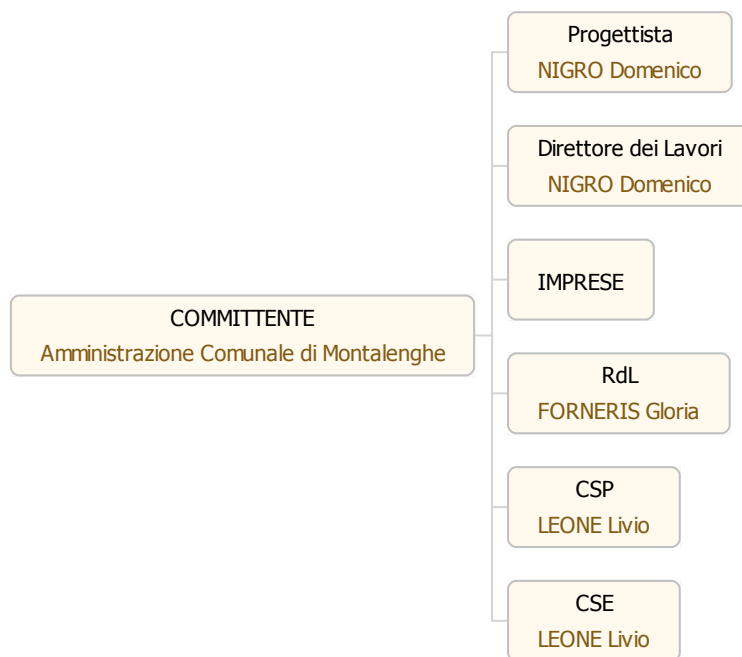 Progettista
NIGRO Domenico
Direttore dei Lavori
NIGRO Domenico
IMPRESE
COMMITTENTE
Amministrazione Comunale di Montalenghe
RdL
FORNERIS Gloria
CSP
LEONE Livio
CSE
LEONE Livio